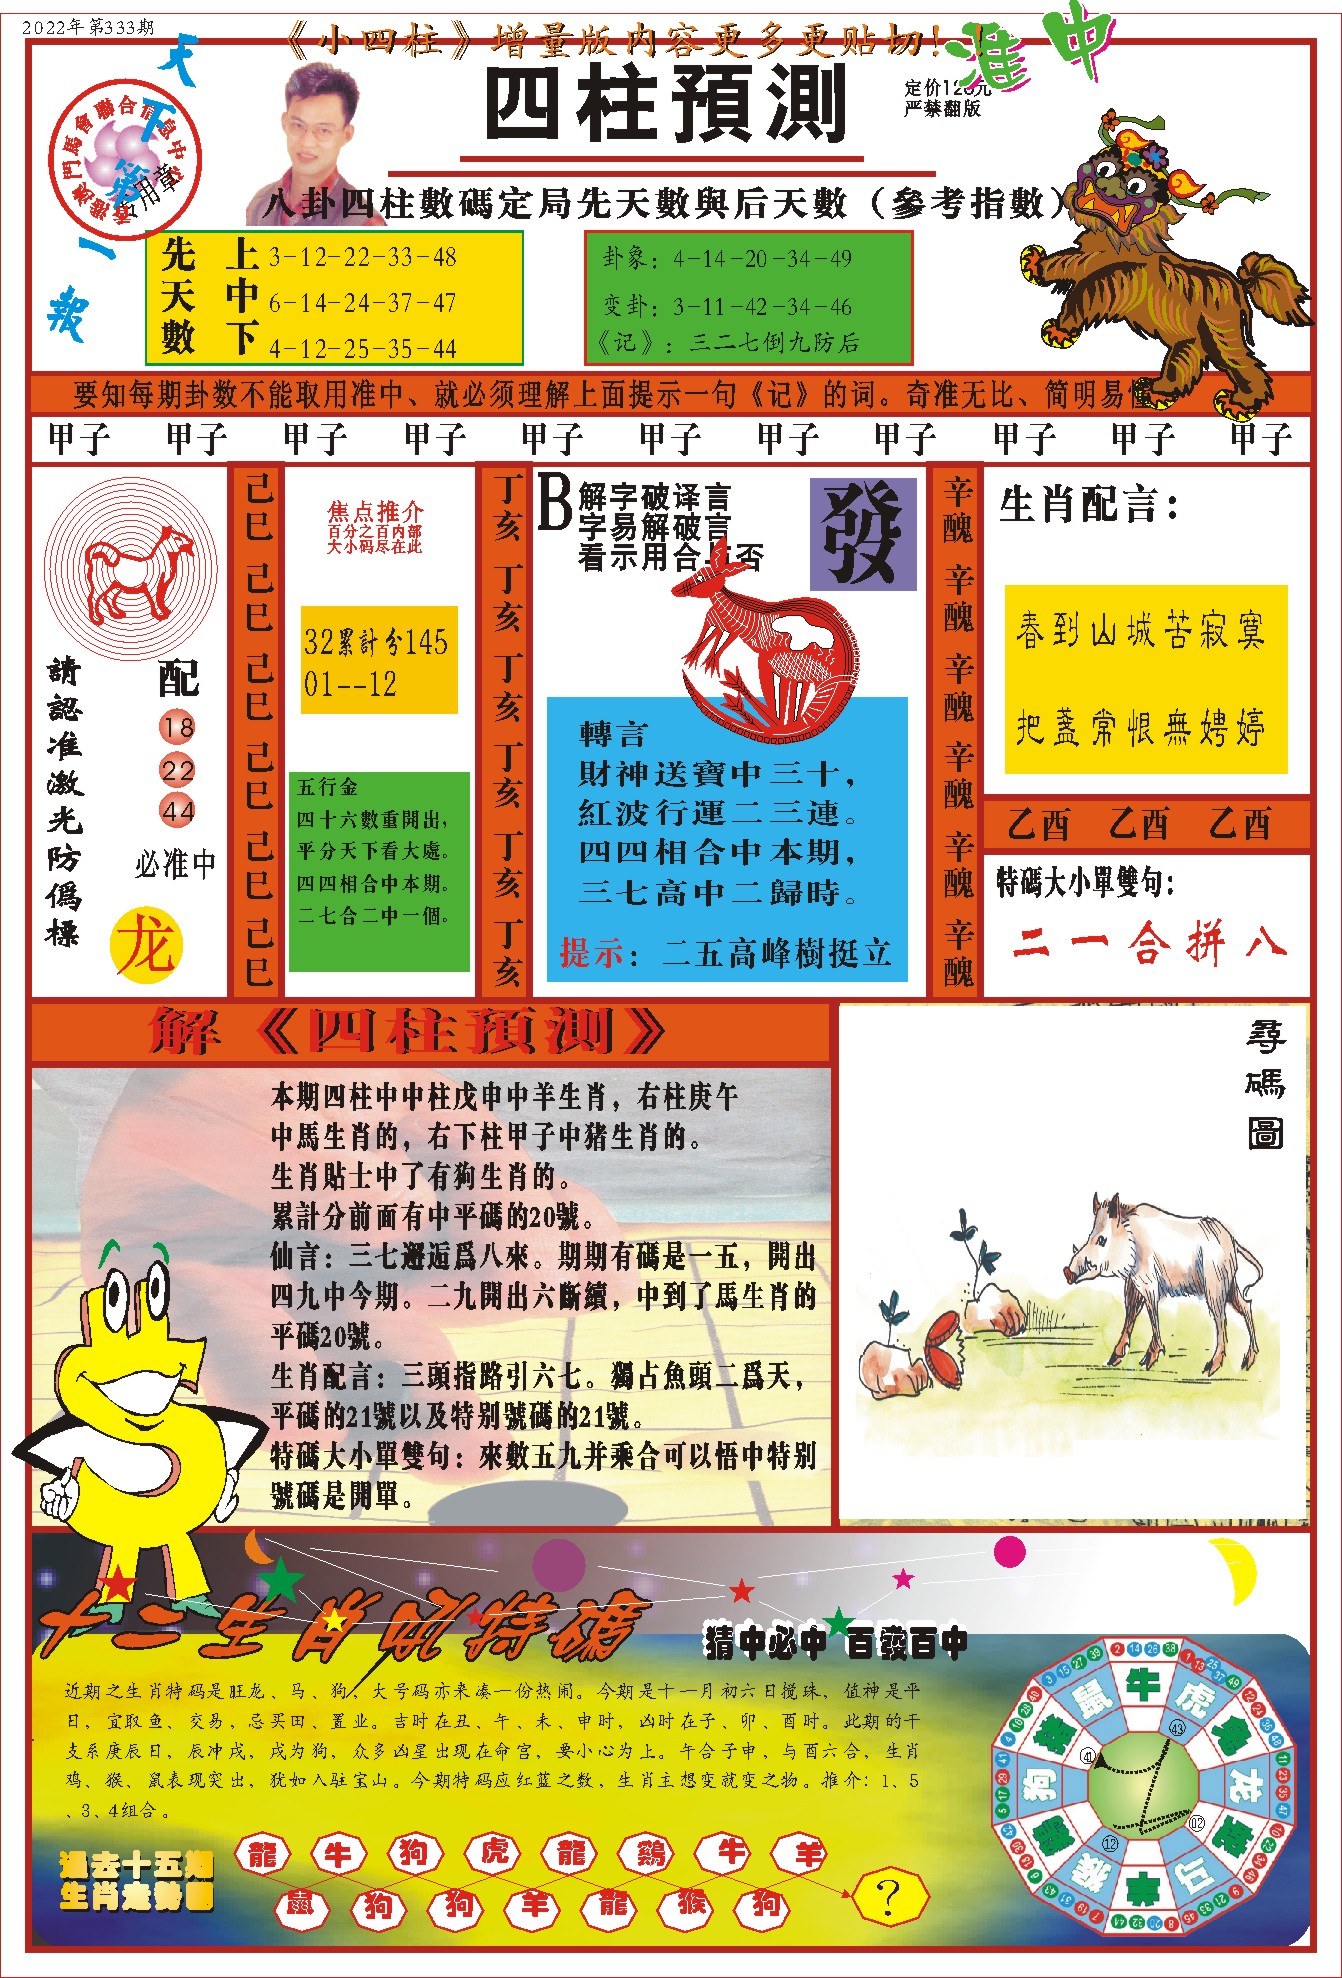 2022年第333期
《小四柱》增量版内容更多更贴切！！
准中
天下第一报
四柱預測
定价128元
严禁翻版
港澳門馬會聯合信息中心
专用章
八卦四柱數碼定局先天數與后天數（參考指數）
先天數
上 3-12-22-33-48
中 6-14-24-37-47
下 4-12-25-35-44
卦象：4-14-20-34-49
变卦：3-11-42-34-46
《记》：三二七倒九防后
要知每期卦数不能取用准中、就必须理解上面提示一句《记》的词。奇准无比、简明易懂
甲子 甲子 甲子 甲子 甲子 甲子 甲子 甲子 甲子 甲子 甲子
請認准激光防僞標
配
18
22
44
必准中
龙
己巳 己巳 己巳 己巳 己巳 己巳
焦点推介
百分之百内部
大小码尽在此
32累計分145
01--12
五行金
四十六數重開出，
平分天下看大處。
四四相合中本期。
二七合二中一個。
丁亥 丁亥 丁亥 丁亥 丁亥 丁亥
B
解字破译言
字易解破言
看示用合与否
發
轉言
財神送寶中三十，
紅波行運二三連。
四四相合中本期，
三七高中二歸時。
提示：二五高峰樹挺立
辛醜 辛醜 辛醜 辛醜 辛醜 辛醜
生肖配言：
春到山城苦寂寞
把盞常恨無娉婷
乙酉 乙酉 乙酉
特碼大小單雙句：
二一合拼八
解《四柱預測》
本期四柱中中柱戊申中羊生肖，右柱庚午
中馬生肖的，右下柱甲子中猪生肖的。
生肖貼士中了有狗生肖的。
累計分前面有中平碼的20號。
仙言：三七邂逅爲八來。期期有碼是一五，開出
四九中今期。二九開出六斷續，中到了馬生肖的
平碼20號。
生肖配言：三頭指路引六七。獨占魚頭二爲天，
平碼的21號以及特别號碼的21號。
特碼大小單雙句：來數五九并乘合可以悟中特别
號碼是開單。
尋碼圖
十二生肖配特碼
猜中必中 百發百中
近期之生肖特码是旺龙、马、狗，大号码亦来凑一份热闹。今期是十一月初六日搅珠，值神是平
日，宜取鱼、交易，忌买田、置业。吉时在丑、午、未、申时，凶时在子、卯、酉时。此期的干
支系庚辰日，辰冲戌，戌为狗，众多凶星出现在命宫，要小心为上。午合子申，与酉六合，生肖
鸡、猴、鼠表现突出，犹如入驻宝山。今期特码应红蓝之数，生肖主想变就变之物。推介：1、5
、3、4组合。
過去十五期
生肖走勢圖
龍 牛 狗 虎 龍 鷄 牛 羊
鼠 狗 狗 羊 龍 猴 狗
?
牛 虎 兔 龙 蛇 马 羊 猴 鷄 狗 猪 鼠
43
41
02
12